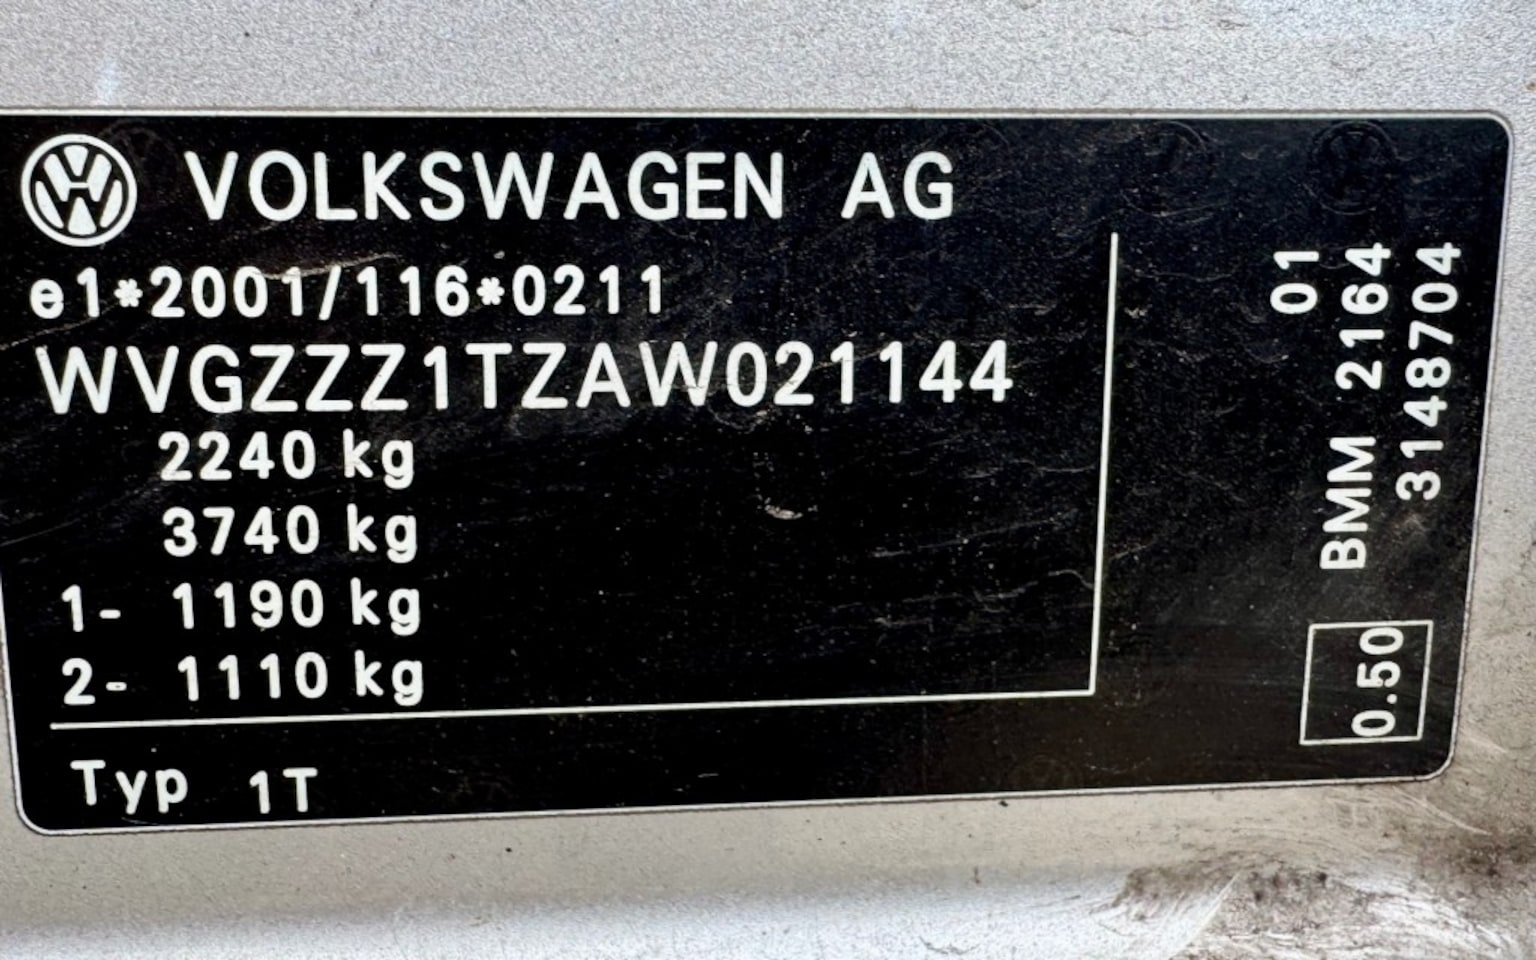 VOLKSWAGEN AG
e1*2001/116*0211
WVGZZZ1TZAW021144
2240 kg
3740 kg
1- 1190 kg
2- 1110 kg
Typ 1T
01
BMM 2164
3148704
0.50